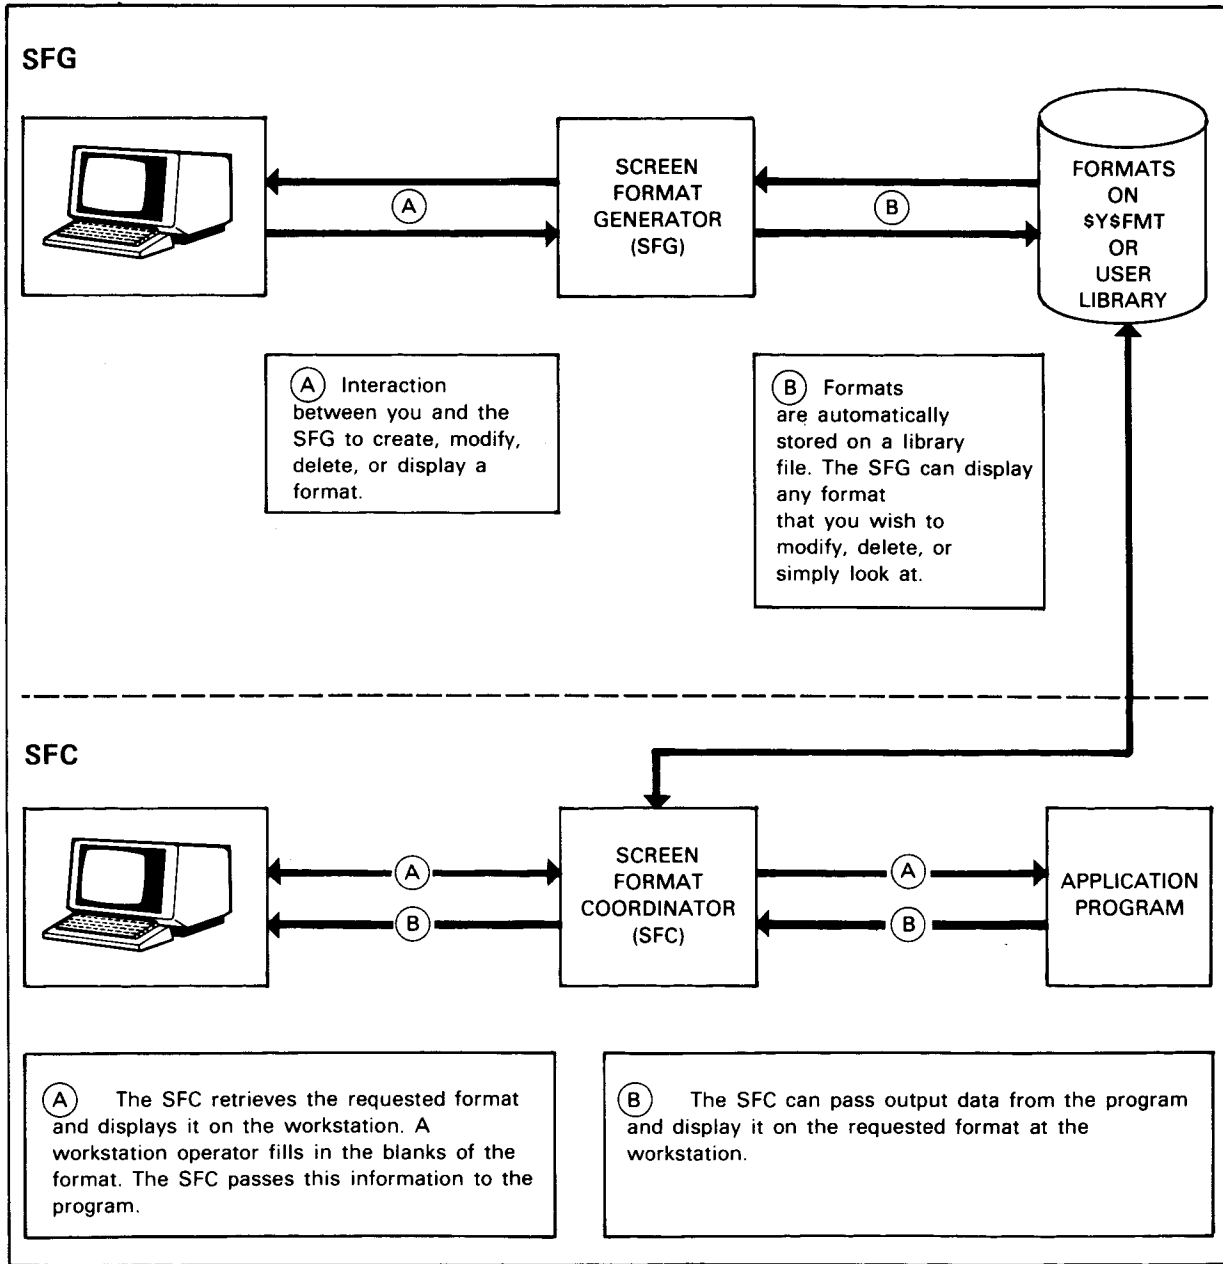 SFG
SCREEN
FORMAT
GENERATOR
(SFG)
FORMATS
ON
$Y$FMT
OR
USER
LIBRARY
A
B
A Interaction
between you and the
SFG to create, modify,
delete, or display a
format.
B Formats
are automatically
stored on a library
file. The SFG can display
any format
that you wish to
modify, delete, or
simply look at.
SFC
SCREEN
FORMAT
COORDINATOR
(SFC)
APPLICATION
PROGRAM
A
A
B
B
A The SFC retrieves the requested format
and displays it on the workstation. A
workstation operator fills in the blanks of the
format. The SFC passes this information to the
program.
B The SFC can pass output data from the program
and display it on the requested format at the
workstation.